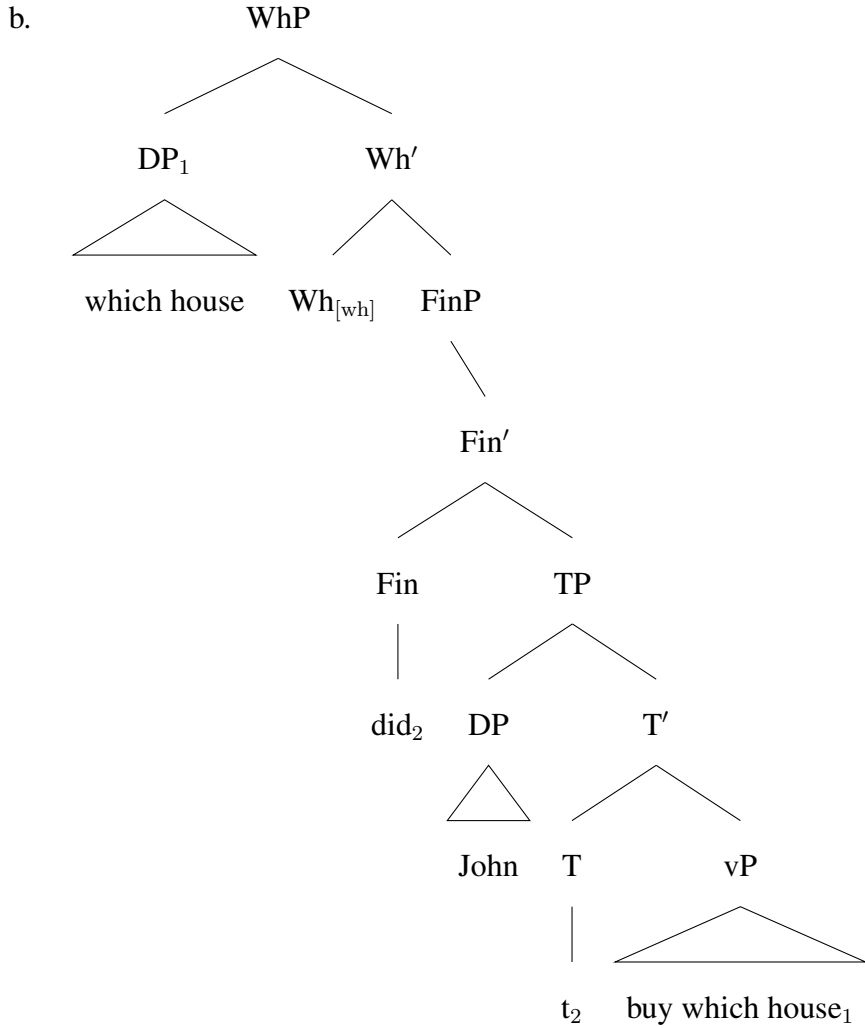 b. WhP
DP₁ Wh′
which house Wh[wh] FinP
Fin′
Fin TP
did₂ DP T′
John T vP
t₂ buy which house₁